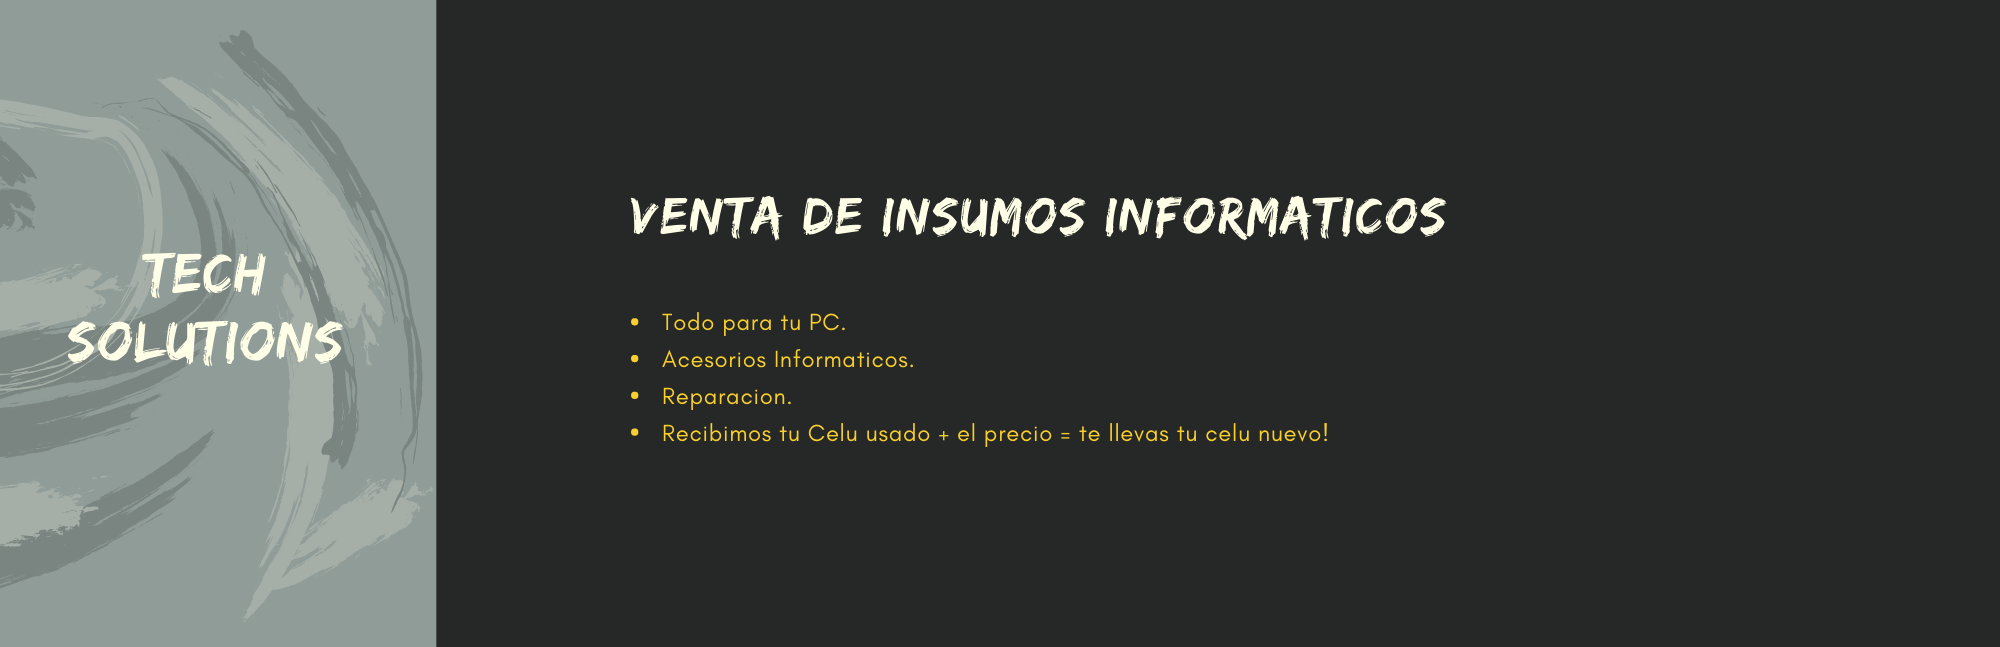 TECH
SOLUTIONS
VENTA DE INSUMOS INFORMATICOS
• Todo para tu PC.
• Acesorios Informaticos.
• Reparacion.
• Recibimos tu Celu usado + el precio = te llevas tu celu nuevo!